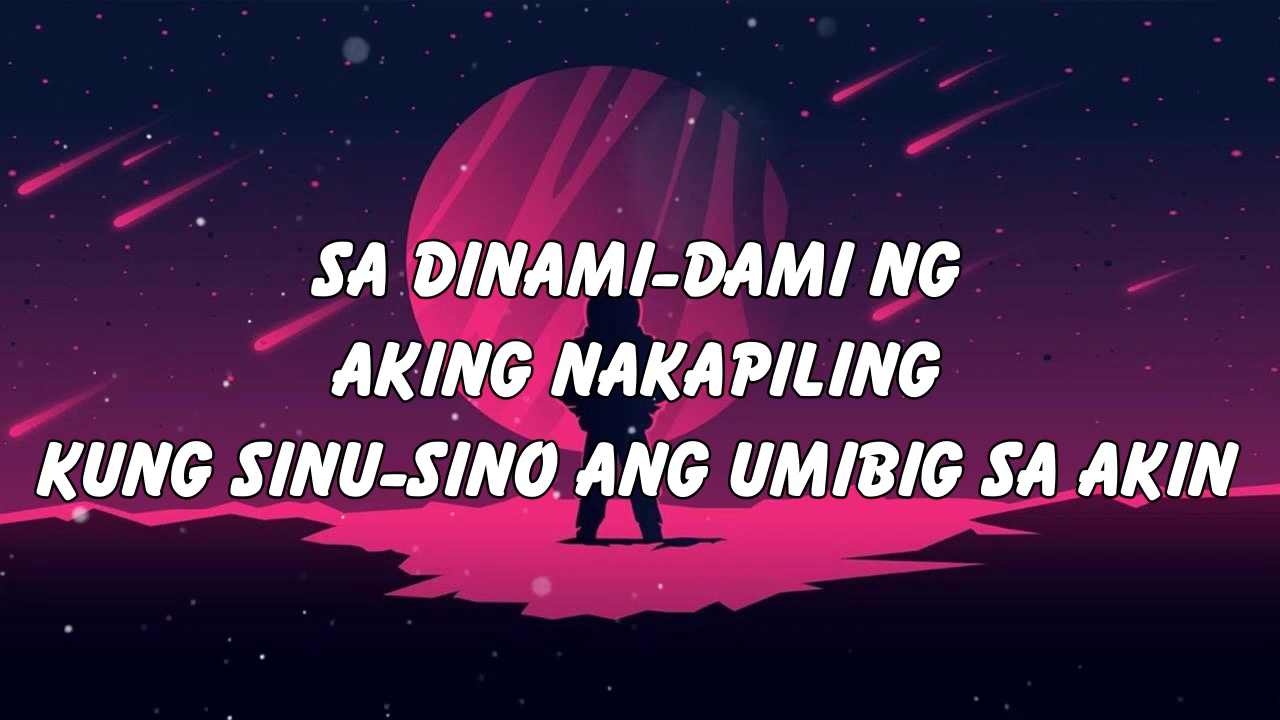 SA DINAMI-DAMI NG
AKING NAKAPILING
KUNG SINU-SINO ANG UMIBIG SA AKIN